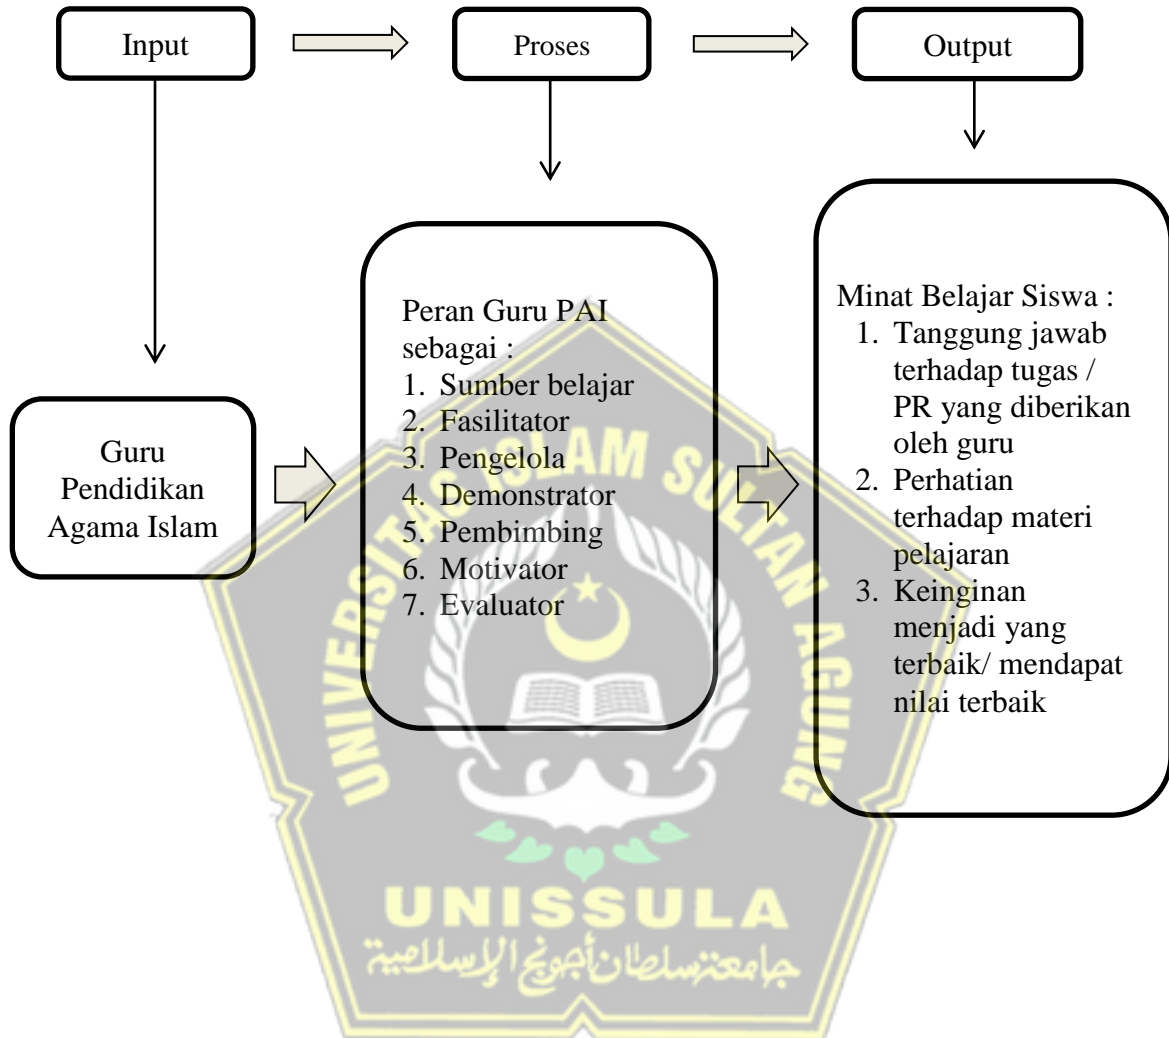 Input
Proses
Output
Guru
Pendidikan
Agama Islam
Peran Guru PAI
sebagai :
1. Sumber belajar
2. Fasilitator
3. Pengelola
4. Demonstrator
5. Pembimbing
6. Motivator
7. Evaluator
Minat Belajar Siswa :
1. Tanggung jawab
terhadap tugas /
PR yang diberikan
oleh guru
2. Perhatian
terhadap materi
pelajaran
3. Keinginan
menjadi yang
terbaik/ mendapat
nilai terbaik
UNIVERSITAS ISLAM SULTAN AGUNG
UNISSULA
جامعة سلطان أجونج الإسلامية